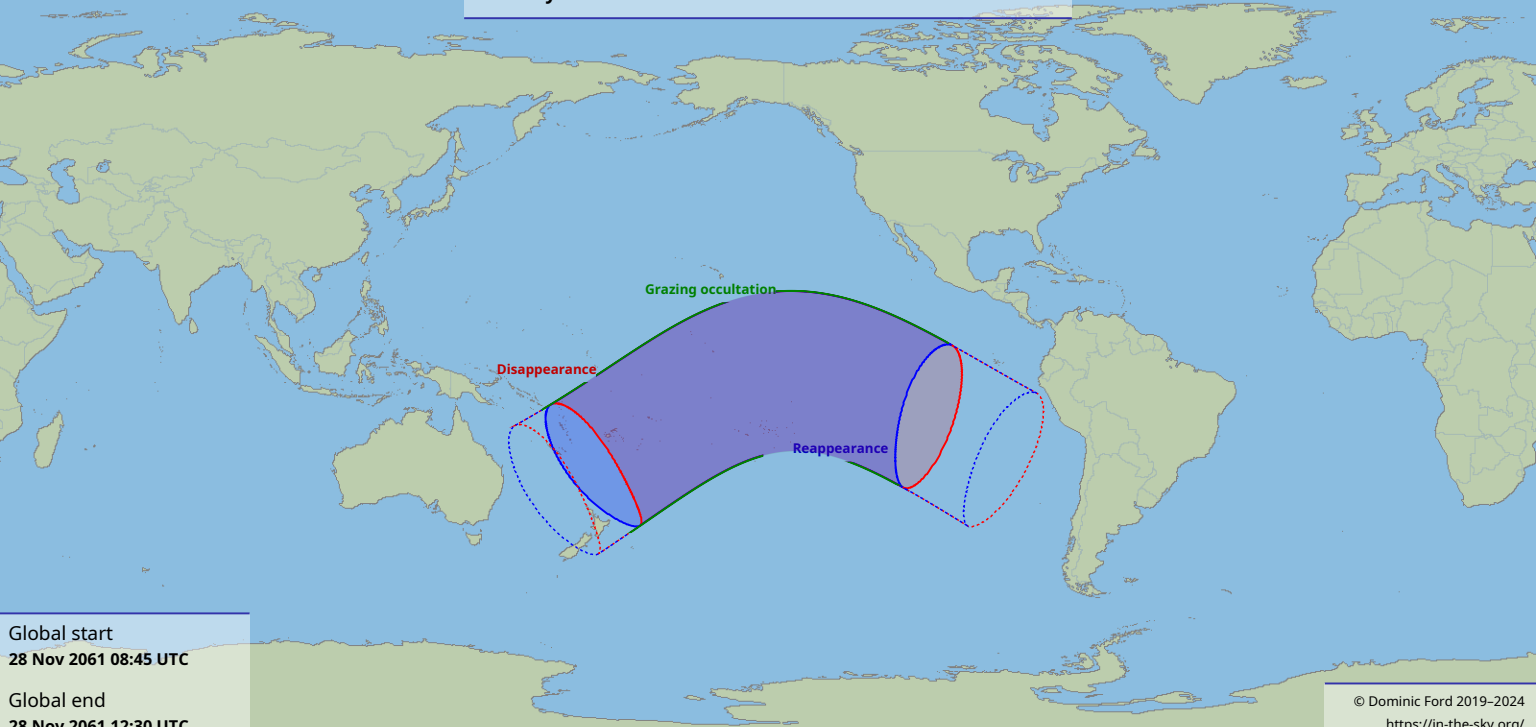 Grazing occultation
Disappearance
Reappearance
Global start
28 Nov 2061 08:45 UTC
Global end
28 Nov 2061 12:30 UTC
© Dominic Ford 2019–2024
https://in-the-sky.org/